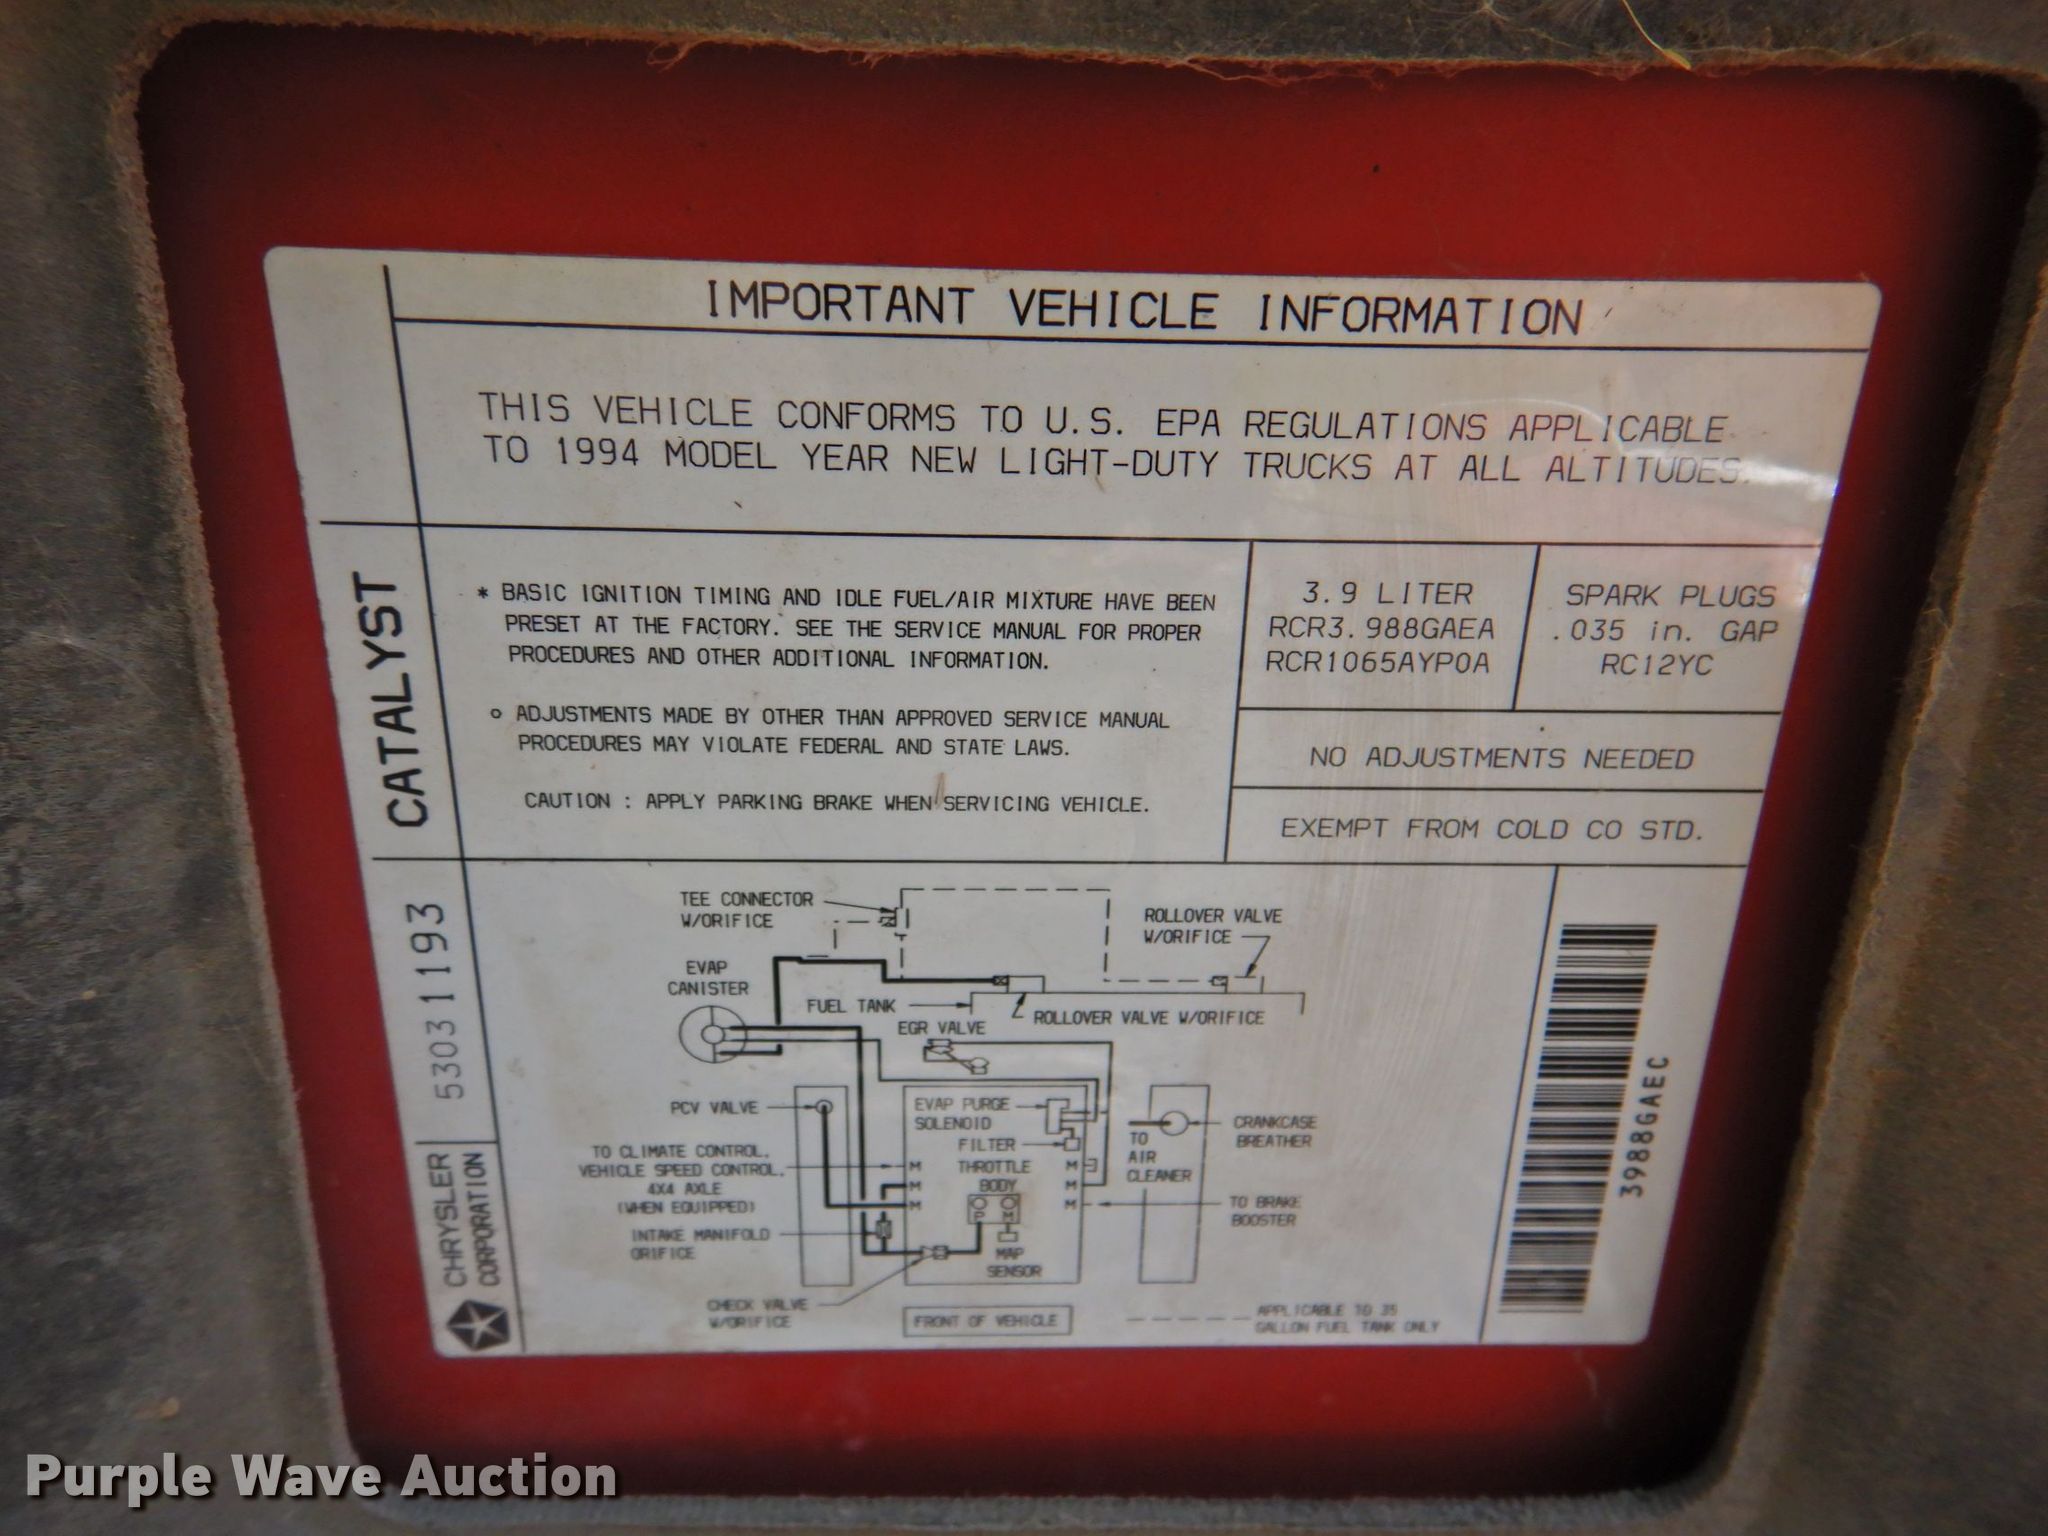 IMPORTANT VEHICLE INFORMATION
THIS VEHICLE CONFORMS TO U.S. EPA REGULATIONS APPLICABLE
TO 1994 MODEL YEAR NEW LIGHT-DUTY TRUCKS AT ALL ALTITUDES.
CATALYST
* BASIC IGNITION TIMING AND IDLE FUEL/AIR MIXTURE HAVE BEEN
PRESET AT THE FACTORY. SEE THE SERVICE MANUAL FOR PROPER
PROCEDURES AND OTHER ADDITIONAL INFORMATION.
o ADJUSTMENTS MADE BY OTHER THAN APPROVED SERVICE MANUAL
PROCEDURES MAY VIOLATE FEDERAL AND STATE LAWS.
CAUTION : APPLY PARKING BRAKE WHEN SERVICING VEHICLE.
3.9 LITER
RCR3.988GAEA
RCR1065AYP0A
SPARK PLUGS
.035 in. GAP
RC12YC
NO ADJUSTMENTS NEEDED
EXEMPT FROM COLD CO STD.
53031193
CHRYSLER
CORPORATION
TEE CONNECTOR
W/ORIFICE
ROLLOVER VALVE
W/ORIFICE
EVAP
CANISTER
FUEL TANK
ROLLOVER VALVE W/ORIFICE
EGR VALVE
PCV VALVE
EVAP PURGE
SOLENOID
FILTER
CRANKCASE
BREATHER
TO
AIR
CLEANER
TO CLIMATE CONTROL,
VEHICLE SPEED CONTROL,
4X4 AXLE
(WHEN EQUIPPED)
M
M
M
THROTTLE
BODY
M
M
M
P
M
TO BRAKE
BOOSTER
INTAKE MANIFOLD
ORIFICE
MAP
SENSOR
CHECK VALVE
W/ORIFICE
FRONT OF VEHICLE
APPLICABLE TO 35
GALLON FUEL TANK ONLY
3988GAEC
Purple Wave Auction